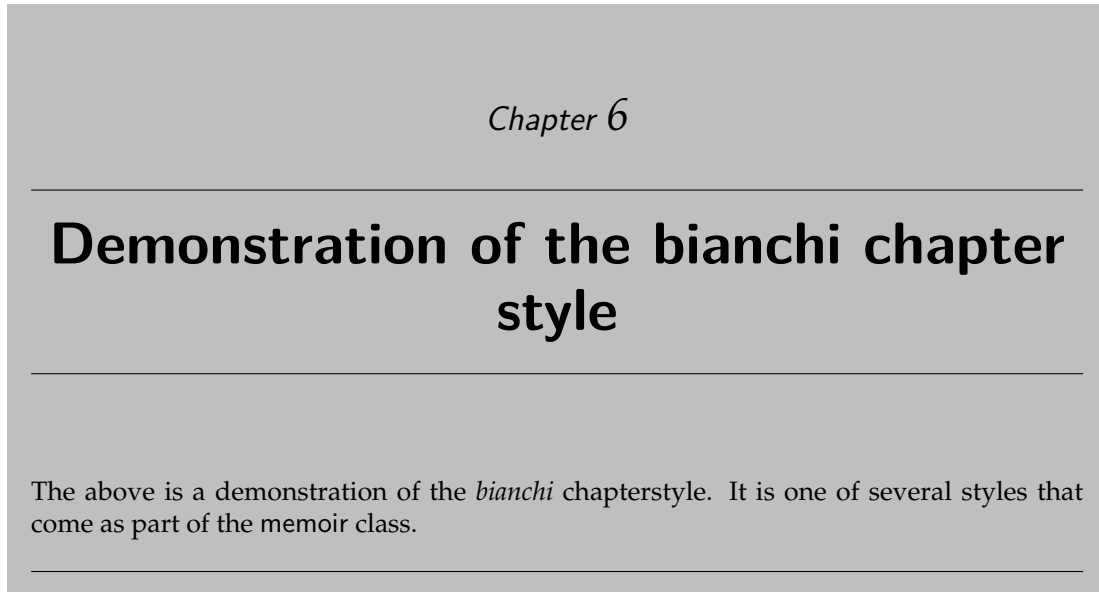 Chapter 6
Demonstration of the bianchi chapter
style
The above is a demonstration of the bianchi chapterstyle. It is one of several styles that
come as part of the memoir class.